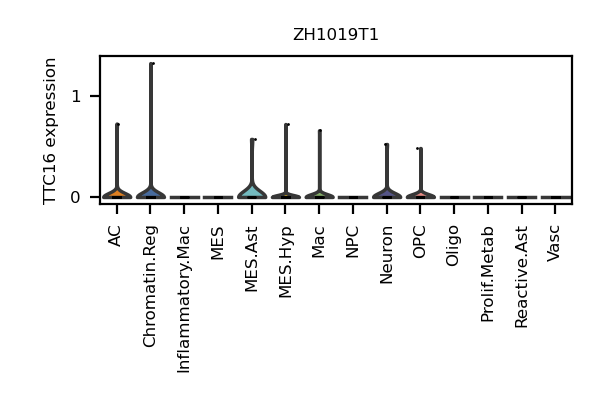 ZH1019T1
TTC16 expression
1
0
AC
Chromatin.Reg
Inflammatory.Mac
MES
MES.Ast
MES.Hyp
Mac
NPC
Neuron
OPC
Oligo
Prolif.Metab
Reactive.Ast
Vasc